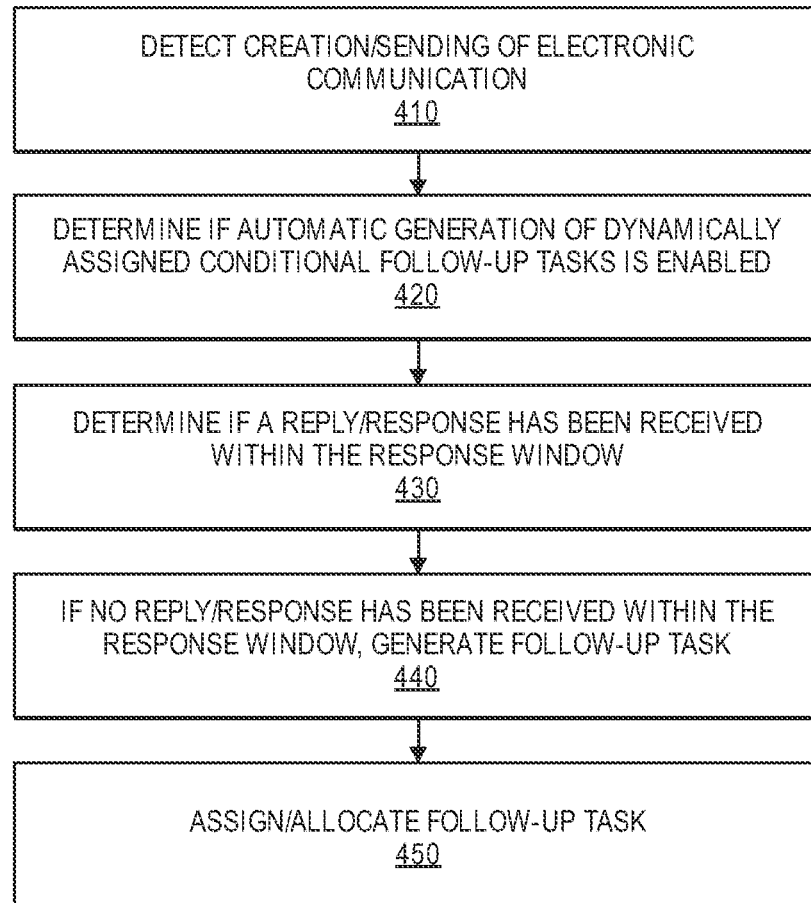 DETECT CREATION/SENDING OF ELECTRONIC
COMMUNICATION
410
DETERMINE IF AUTOMATIC GENERATION OF DYNAMICALLY
ASSIGNED CONDITIONAL FOLLOW-UP TASKS IS ENABLED
420
DETERMINE IF A REPLY/RESPONSE HAS BEEN RECEIVED
WITHIN THE RESPONSE WINDOW
430
IF NO REPLY/RESPONSE HAS BEEN RECEIVED WITHIN THE
RESPONSE WINDOW, GENERATE FOLLOW-UP TASK
440
ASSIGN/ALLOCATE FOLLOW-UP TASK
450